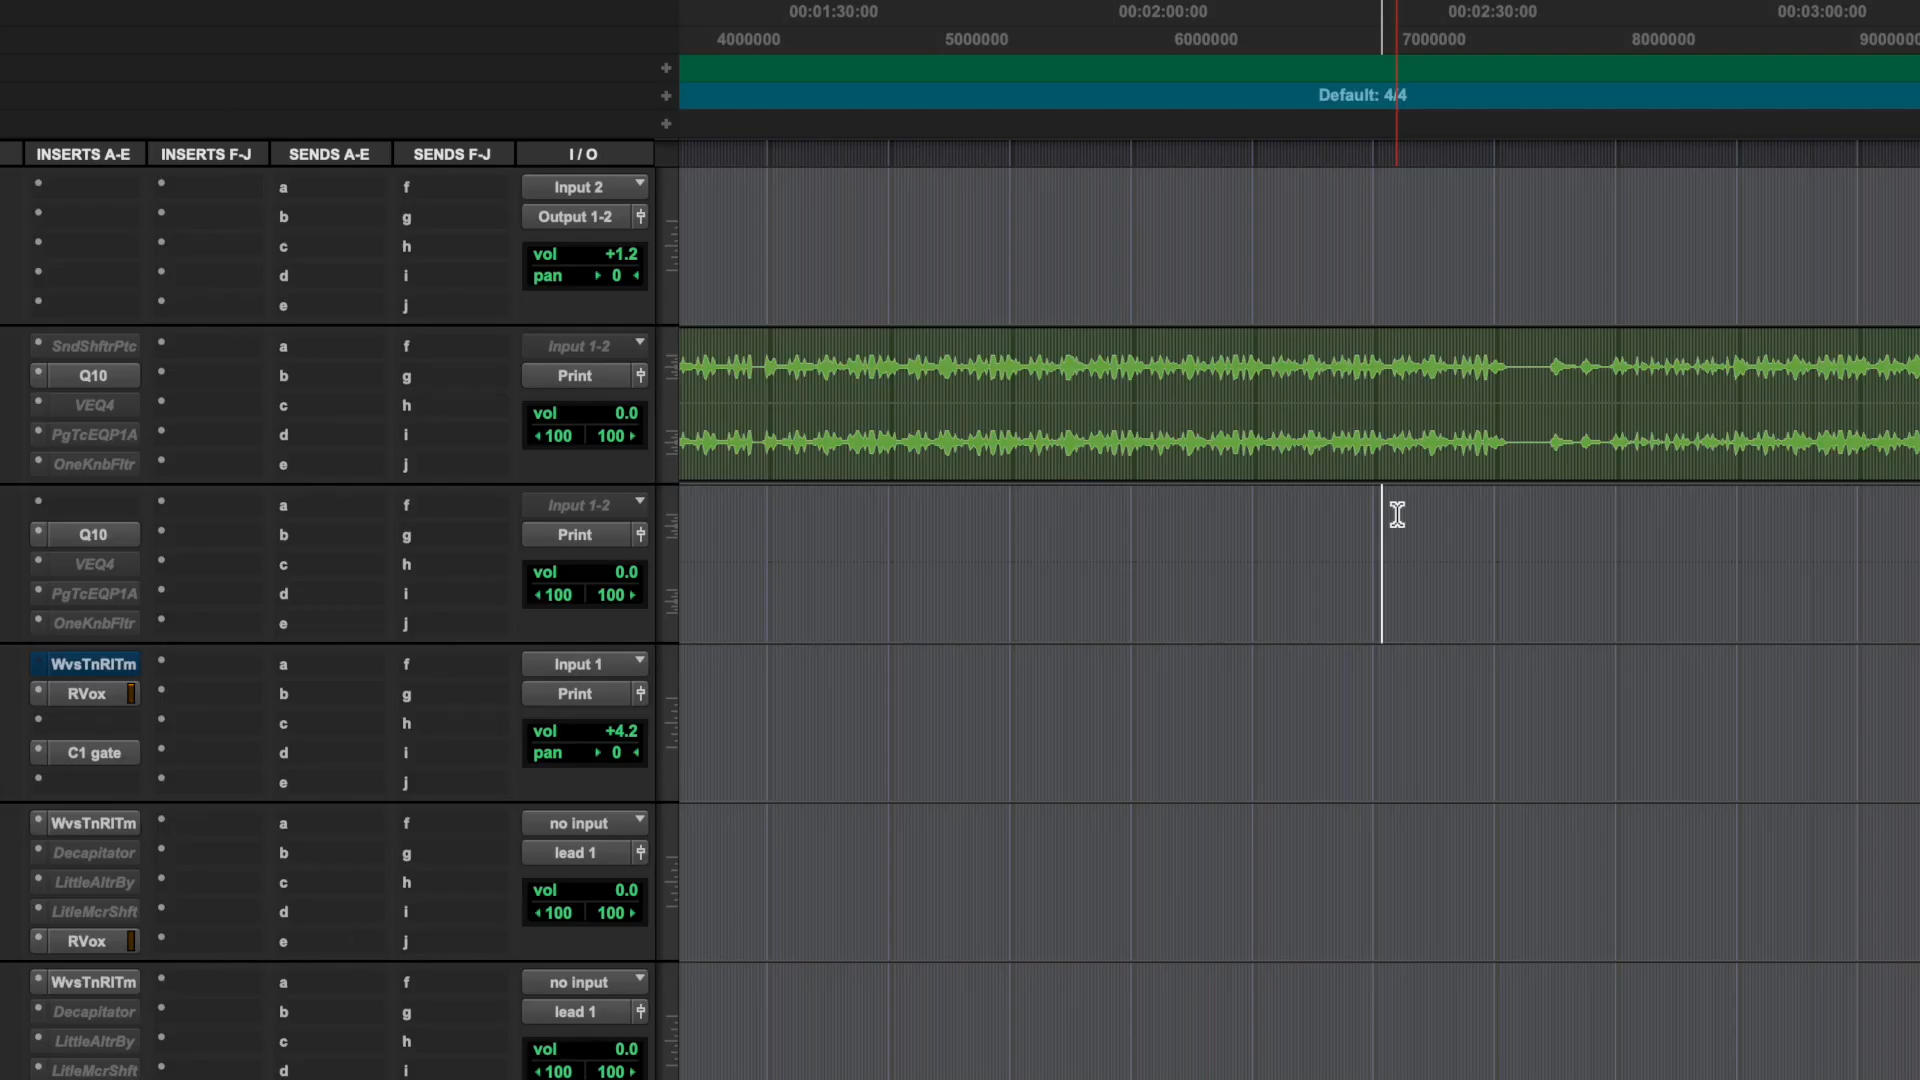 00:01:30:00 00:02:00:00 00:02:30:00 00:03:00:00
4000000 5000000 6000000 7000000 8000000 9000000
+
+ Default: 4/4
+
INSERTS A-E INSERTS F-J SENDS A-E SENDS F-J I / O
a f Input 2
b g Output 1-2
c h vol +1.2
d i pan 0
e j
SndShftrPtc a f Input 1-2
Q10 b g Print
VEQ4 c h vol 0.0
PgTcEQP1A d i 100 100
OneKnbFltr e j
a f Input 1-2
Q10 b g Print
VEQ4 c h vol 0.0
PgTcEQP1A d i 100 100
OneKnbFltr e j
WvsTnRlTm a f Input 1
RVox b g Print
c h vol +4.2
C1 gate d i pan 0
e j
WvsTnRlTm a f no input
Decapitator b g lead 1
LittleAltrBy c h vol 0.0
LitleMcrShft d i 100 100
RVox e j
WvsTnRlTm a f no input
Decapitator b g lead 1
LittleAltrBy c h vol 0.0
LitleMcrShft d i 100 100